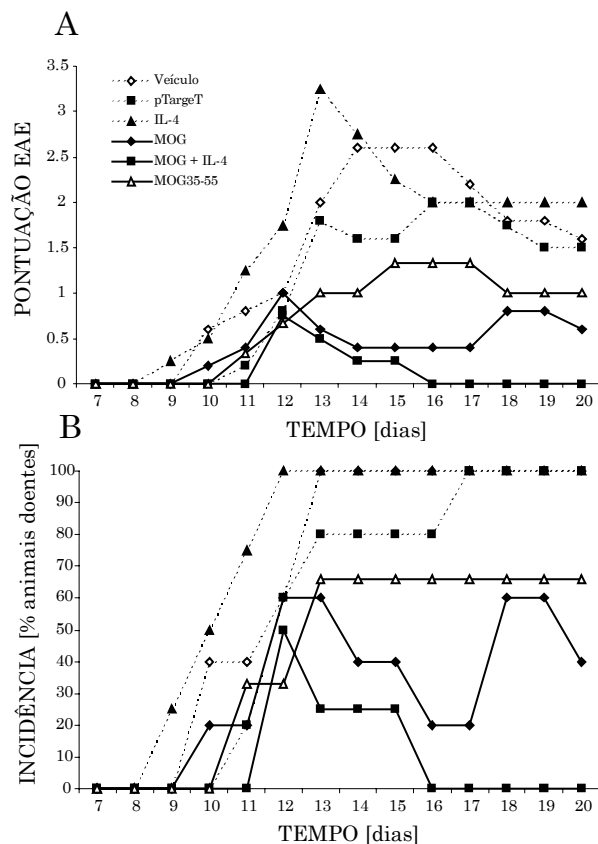 A
PONTUAÇÃO EAE
3.5
3
2.5
2
1.5
1
0.5
0
Veículo
pTargeT
IL-4
MOG
MOG + IL-4
MOG35-55
7 8 9 10 11 12 13 14 15 16 17 18 19 20
TEMPO [dias]
B
INCIDÊNCIA [% animais doentes]
100
90
80
70
60
50
40
30
20
10
0
7 8 9 10 11 12 13 14 15 16 17 18 19 20
TEMPO [dias]